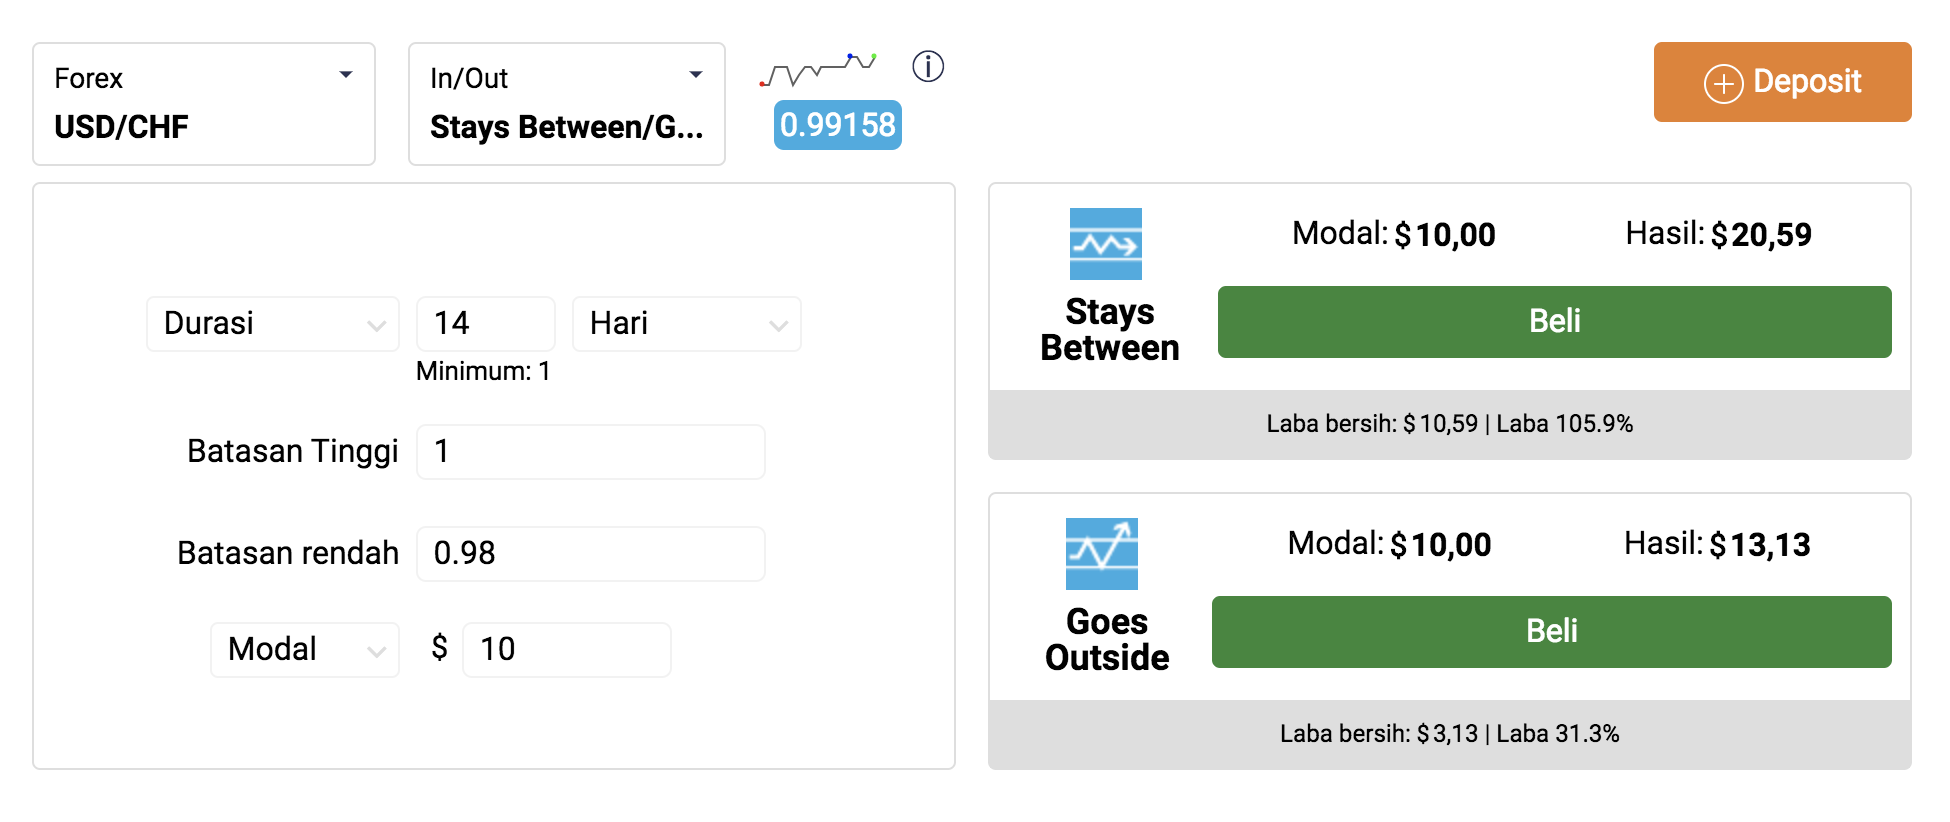 Forex
USD/CHF
In/Out
Stays Between/G...
0.99158
Deposit
Durasi
14
Hari
Minimum: 1
Batasan Tinggi
1
Batasan rendah
0.98
Modal
$
10
Modal: $ 10,00
Hasil: $ 20,59
Stays
Between
Beli
Laba bersih: $ 10,59 | Laba 105.9%
Modal: $ 10,00
Hasil: $ 13,13
Goes
Outside
Beli
Laba bersih: $ 3,13 | Laba 31.3%